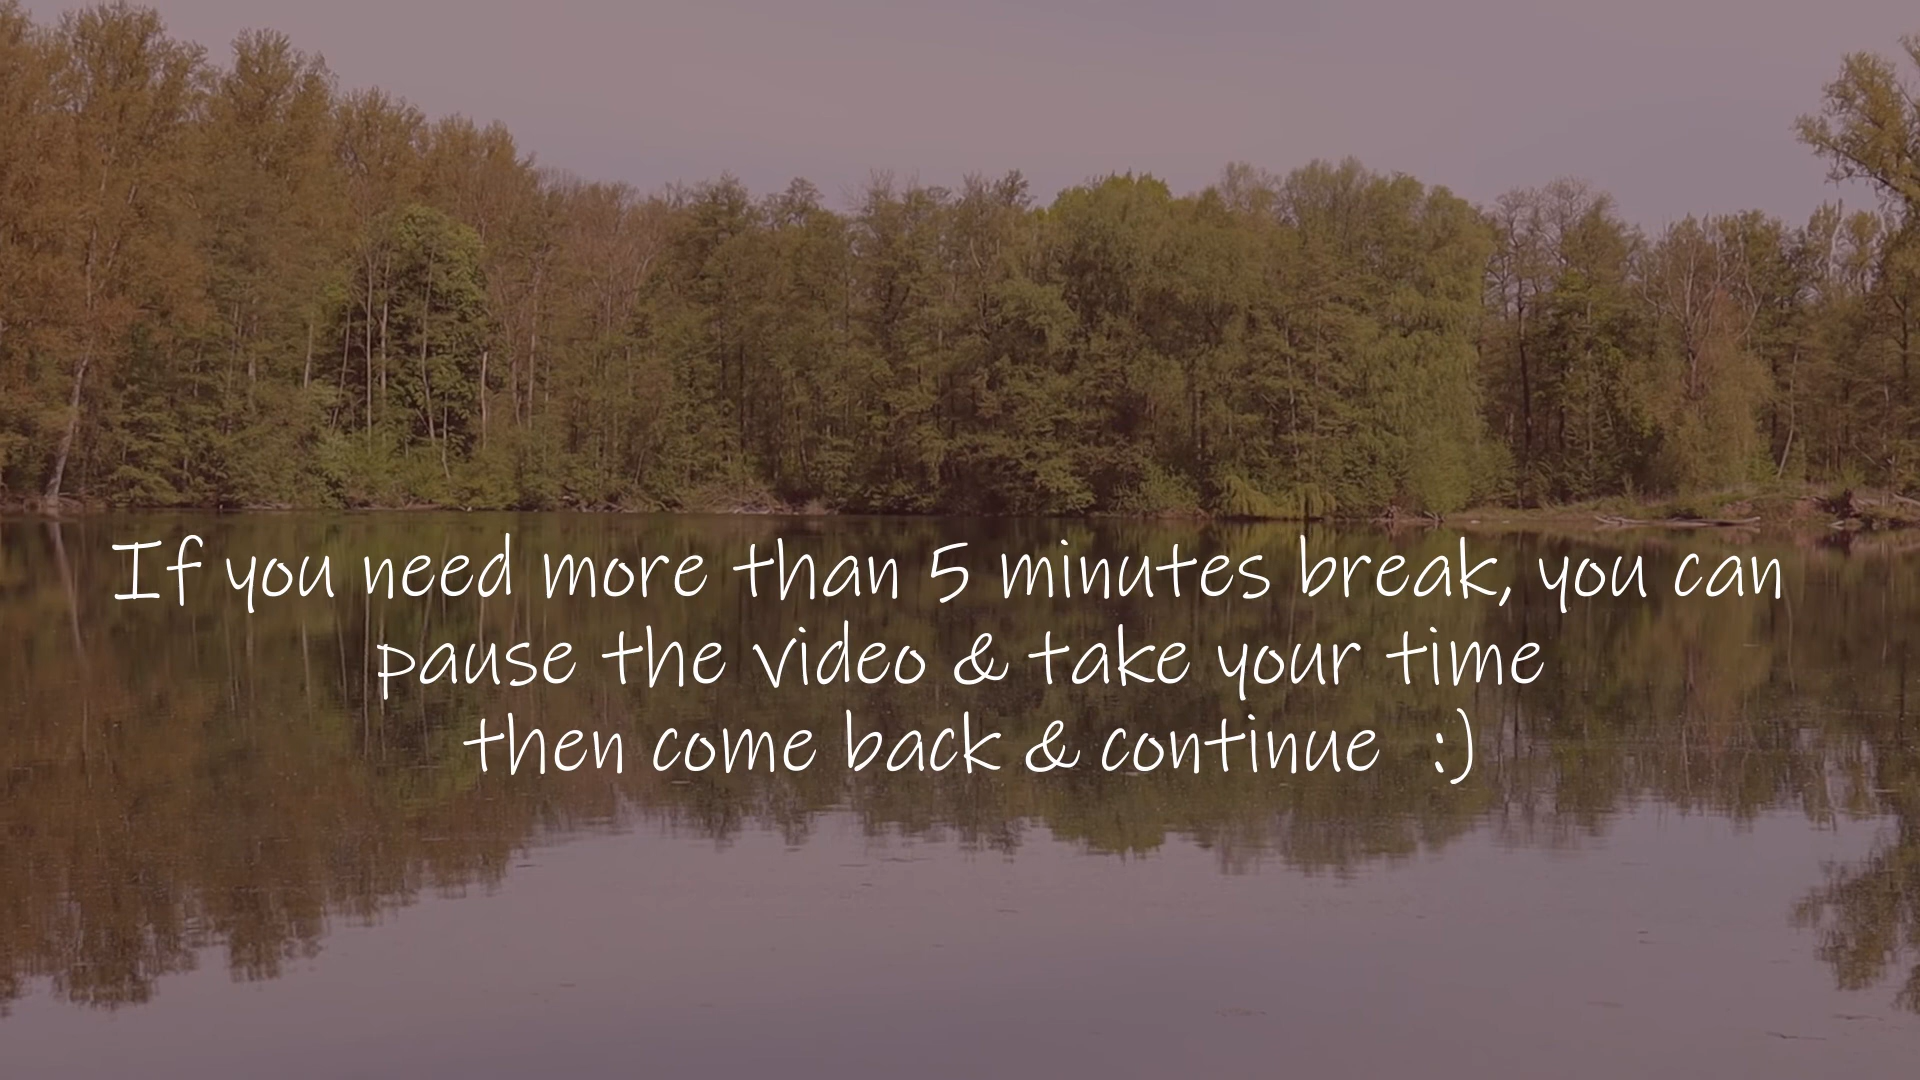 If you need more than 5 minutes break, you can
pause the video & take your time
then come back & continue :)